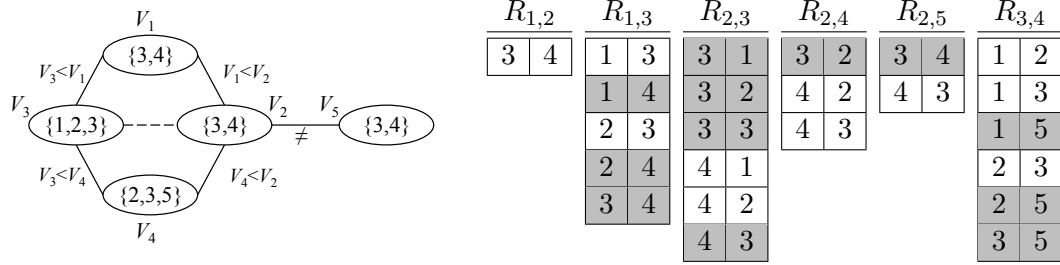 V1
{3,4}
V3<V1
V1<V2
V3
V2
V5
{1,2,3}
{3,4}
≠
{3,4}
V3<V4
V4<V2
{2,3,5}
V4
R1,2 R1,3 R2,3 R2,4 R2,5 R3,4
3 4 1 3 3 1 3 2 3 4 1 2
1 4 3 2 4 2 4 3 1 3
2 3 3 3 4 3 1 5
2 4 4 1 2 3
3 4 4 2 2 5
4 3 3 5